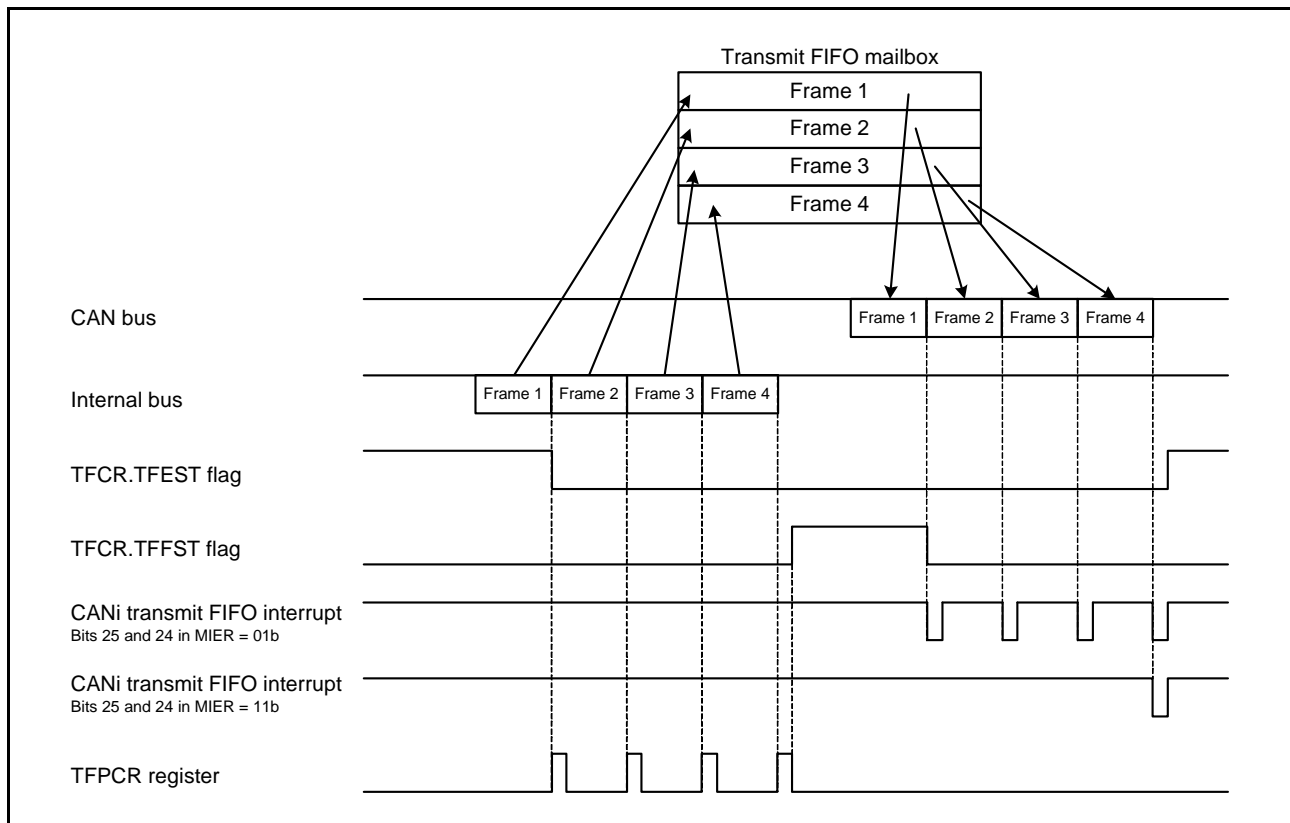 Transmit FIFO mailbox
Frame 1
Frame 2
Frame 3
Frame 4
CAN bus
Frame 1 Frame 2 Frame 3 Frame 4
Internal bus
Frame 1 Frame 2 Frame 3 Frame 4
TFCR.TFEST flag
TFCR.TFFST flag
CANi transmit FIFO interrupt
Bits 25 and 24 in MIER = 01b
CANi transmit FIFO interrupt
Bits 25 and 24 in MIER = 11b
TFPCR register